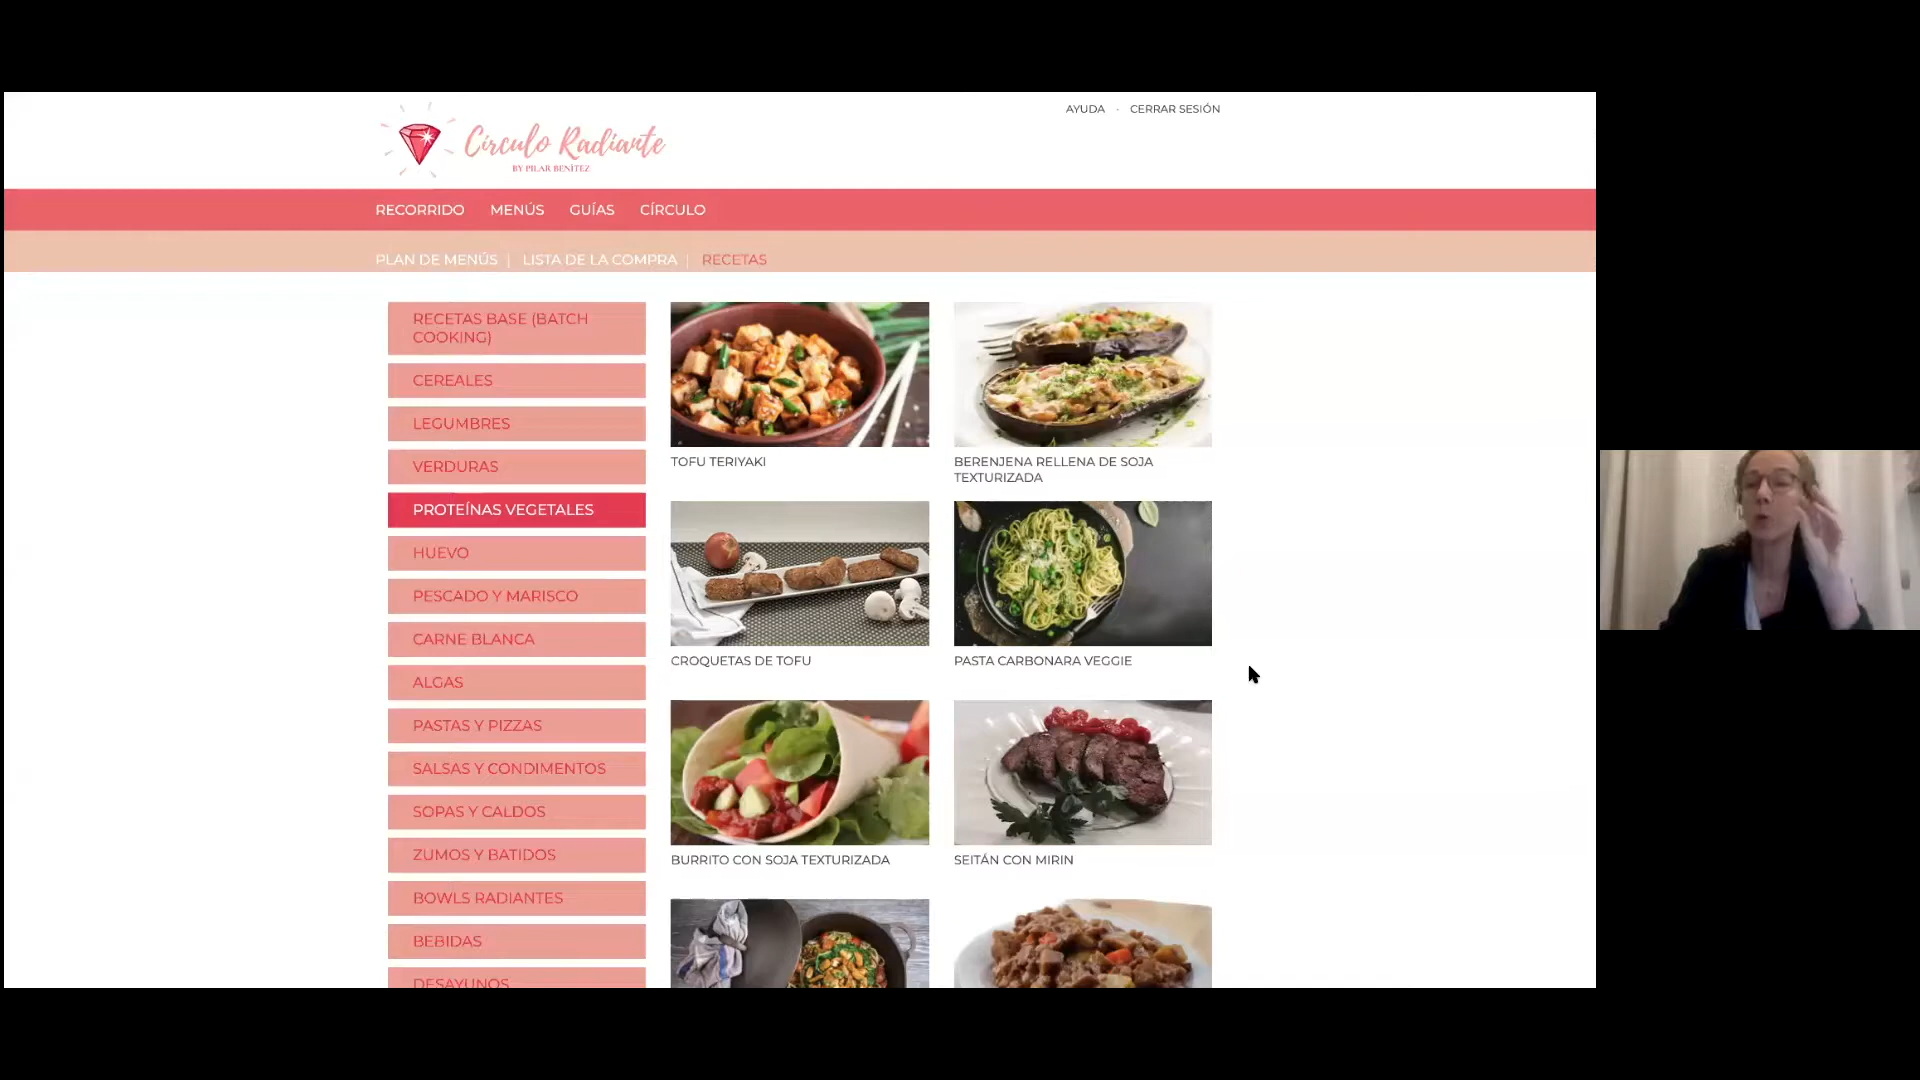 AYUDA - CERRAR SESIÓN
Círculo Radiante
BY PILAR BENÍTEZ
RECORRIDO MENÚS GUÍAS CÍRCULO
PLAN DE MENÚS | LISTA DE LA COMPRA | RECETAS
RECETAS BASE (BATCH
COOKING)
CEREALES
LEGUMBRES
VERDURAS
PROTEÍNAS VEGETALES
HUEVO
PESCADO Y MARISCO
CARNE BLANCA
ALGAS
PASTAS Y PIZZAS
SALSAS Y CONDIMENTOS
SOPAS Y CALDOS
ZUMOS Y BATIDOS
BOWLS RADIANTES
BEBIDAS
DESAYUNOS
TOFU TERIYAKI
BERENJENA RELLENA DE SOJA
TEXTURIZADA
CROQUETAS DE TOFU
PASTA CARBONARA VEGGIE
BURRITO CON SOJA TEXTURIZADA
SEITÁN CON MIRIN